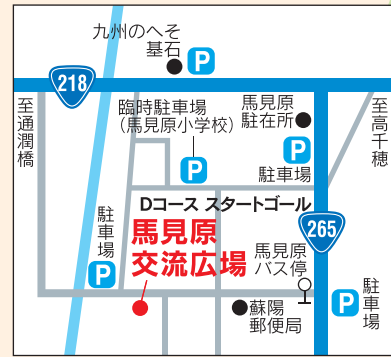 九州のへそ
基石
P
218
至通潤橋
臨時駐車場
（馬見原小学校）
P
馬見原
駐在所
P
駐車場
至高千穂
Dコース スタートゴール
馬見原
交流広場
駐車場
P
265
馬見原
バス停
蘇陽
郵便局
P
駐車場